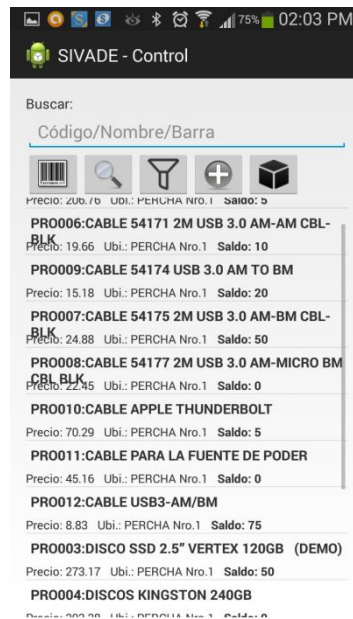 75% 02:03 PM
SIVADE - Control
Buscar:
Código/Nombre/Barra
Precio: 206.76 Ubi.: PERCHA Nro.1 Saldo: 5
PRO006:CABLE 54171 2M USB 3.0 AM-AM CBL-
BLK
Precio: 19.66 Ubi.: PERCHA Nro.1 Saldo: 10
PRO009:CABLE 54174 USB 3.0 AM TO BM
Precio: 15.18 Ubi.: PERCHA Nro.1 Saldo: 20
PRO007:CABLE 54175 2M USB 3.0 AM-BM CBL-
BLK
Precio: 24.88 Ubi.: PERCHA Nro.1 Saldo: 50
PRO008:CABLE 54177 2M USB 3.0 AM-MICRO BM
CBL BLK
Precio: 22.45 Ubi.: PERCHA Nro.1 Saldo: 0
PRO010:CABLE APPLE THUNDERBOLT
Precio: 70.29 Ubi.: PERCHA Nro.1 Saldo: 5
PRO011:CABLE PARA LA FUENTE DE PODER
Precio: 45.16 Ubi.: PERCHA Nro.1 Saldo: 0
PRO012:CABLE USB3-AM/BM
Precio: 8.83 Ubi.: PERCHA Nro.1 Saldo: 75
PRO003:DISCO SSD 2.5" VERTEX 120GB (DEMO)
Precio: 273.17 Ubi.: PERCHA Nro.1 Saldo: 50
PRO004:DISCOS KINGSTON 240GB
Ubi.: PERCHA Nro.1 Saldo: 0